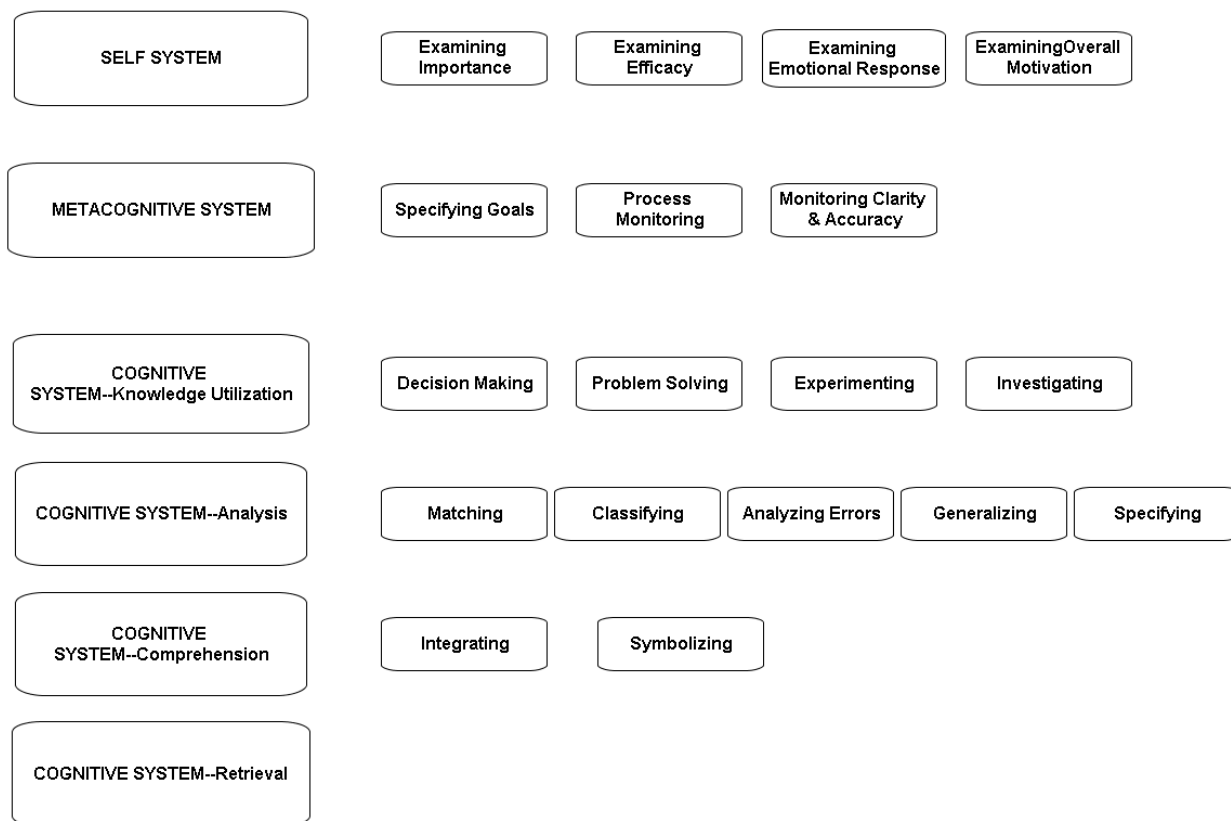 SELF SYSTEM
Examining
Importance
Examining
Efficacy
Examining
Emotional Response
ExaminingOverall
Motivation
METACOGNITIVE SYSTEM
Specifying Goals
Process
Monitoring
Monitoring Clarity
& Accuracy
COGNITIVE
SYSTEM--Knowledge Utilization
Decision Making
Problem Solving
Experimenting
Investigating
COGNITIVE SYSTEM--Analysis
Matching
Classifying
Analyzing Errors
Generalizing
Specifying
COGNITIVE
SYSTEM--Comprehension
Integrating
Symbolizing
COGNITIVE SYSTEM--Retrieval